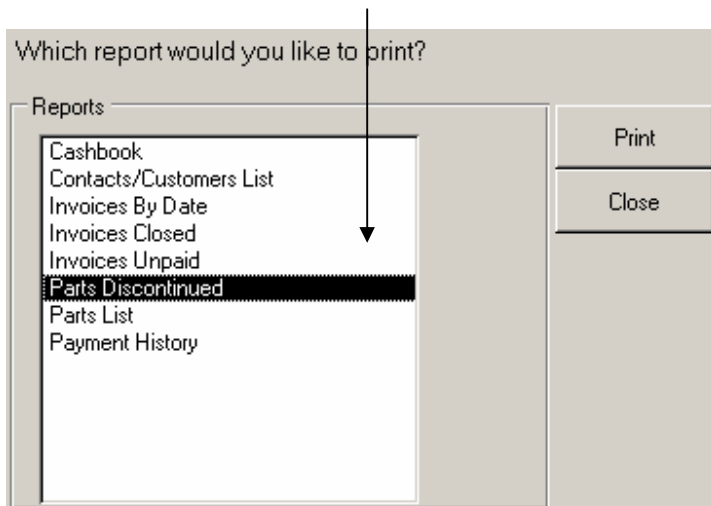 Which report would you like to print?
Reports
Cashbook
Contacts/Customers List
Invoices By Date
Invoices Closed
Invoices Unpaid
Parts Discontinued
Parts List
Payment History
Print
Close